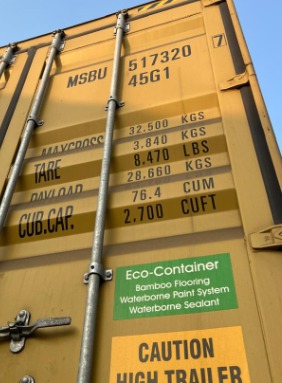 MSBU 517320 7
45G1
MAXGROSS 32.500 KGS
TARE 3.840 KGS
8.470 LBS
PAYLOAD 28.660 KGS
CUB.CAP. 76.4 CUM
2.700 CUFT
Eco-Container
Bamboo Flooring
Waterborne Paint System
Waterborne Sealant
CAUTION
HIGH TRAILER